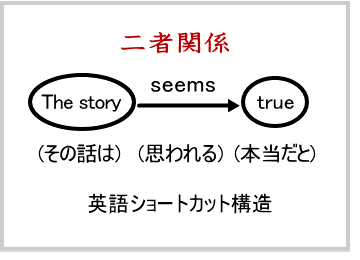 二者関係
seems
The story true
(その話は) (思われる) (本当だと)
英語ショートカット構造